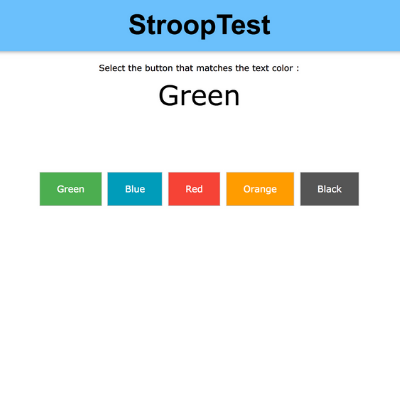 StroopTest
Select the button that matches the text color :
Green
Green Blue Red Orange Black